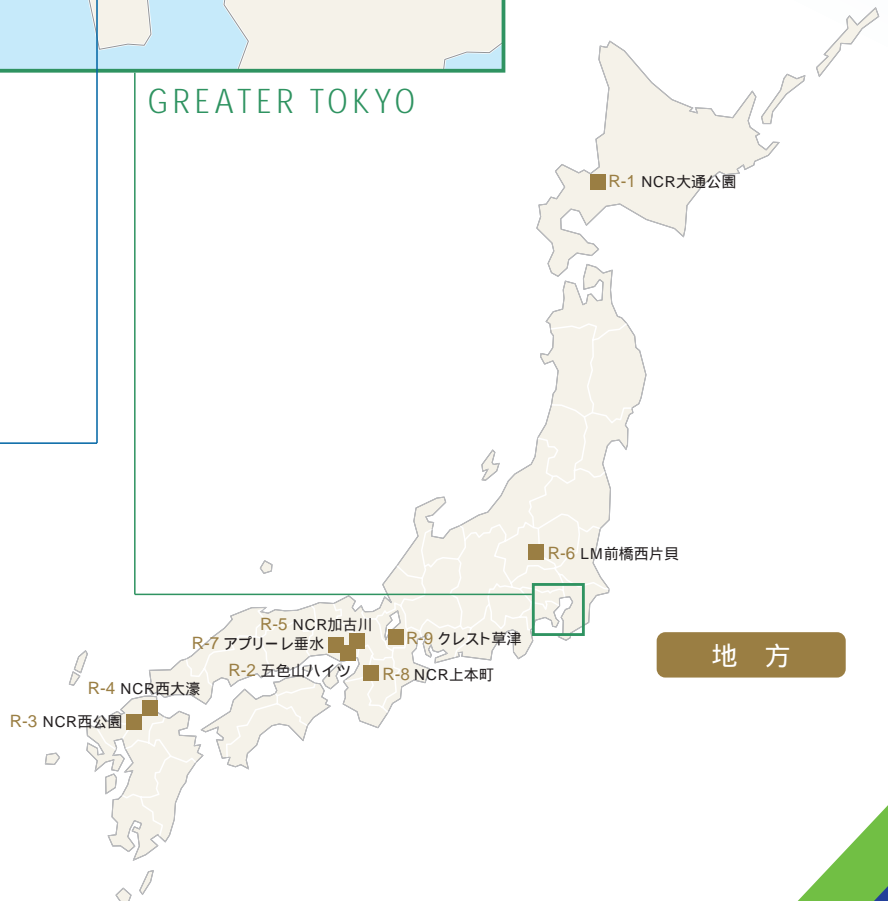 GREATER TOKYO
R-1 NCR大通公園
R-6 LM前橋西片貝
R-5 NCR加古川
R-9 クレスト草津
R-7 アプリーレ垂水
地 方
R-2 五色山ハイツ
R-8 NCR上本町
R-4 NCR西大濠
R-3 NCR西公園